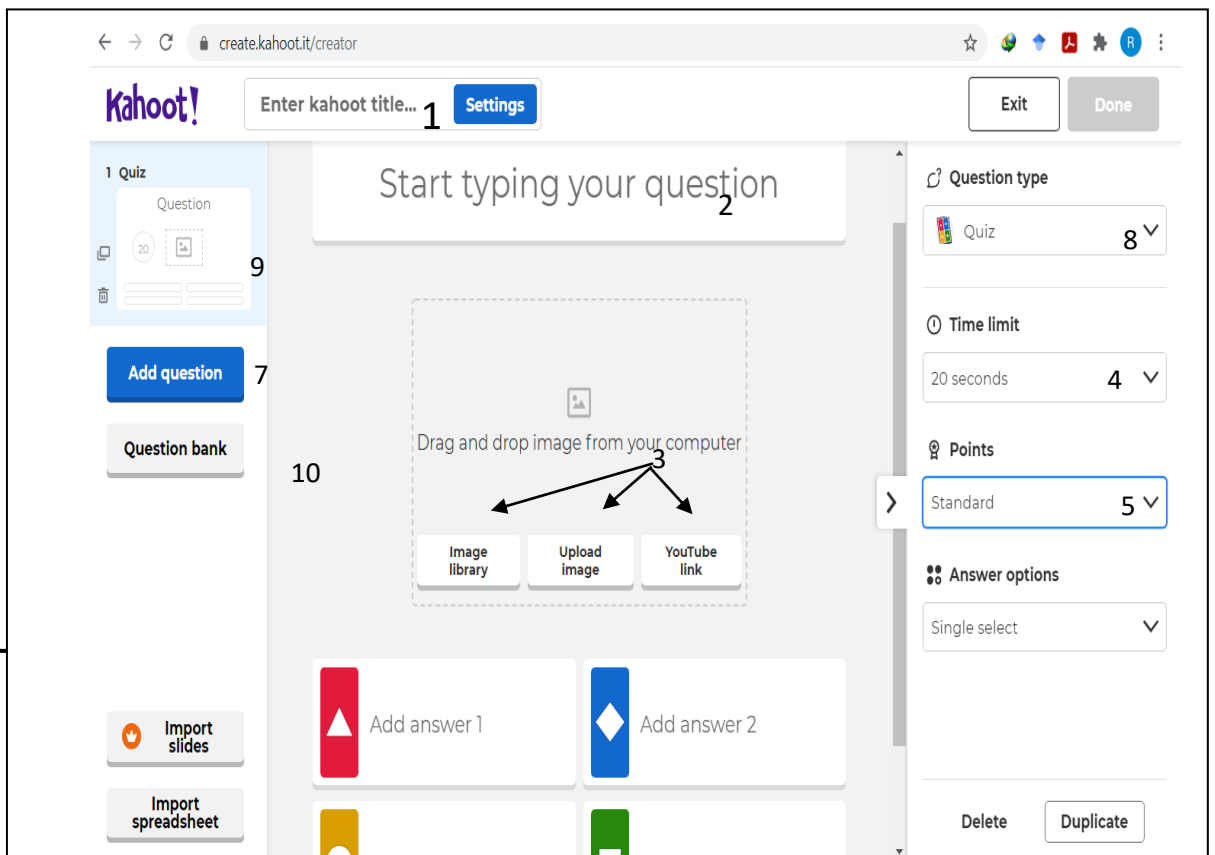 create.kahoot.it/creator
R
Kahoot!
Enter kahoot title...
1
Settings
Exit
Done
1 Quiz
Question
20
9
Add question
7
Question bank
Import
slides
Import
spreadsheet
Start typing your question
2
10
Drag and drop image from your computer
3
Image
library
Upload
image
YouTube
link
Add answer 1
Add answer 2
Question type
Quiz
8
Time limit
20 seconds
4
Points
Standard
5
Answer options
Single select
Delete
Duplicate